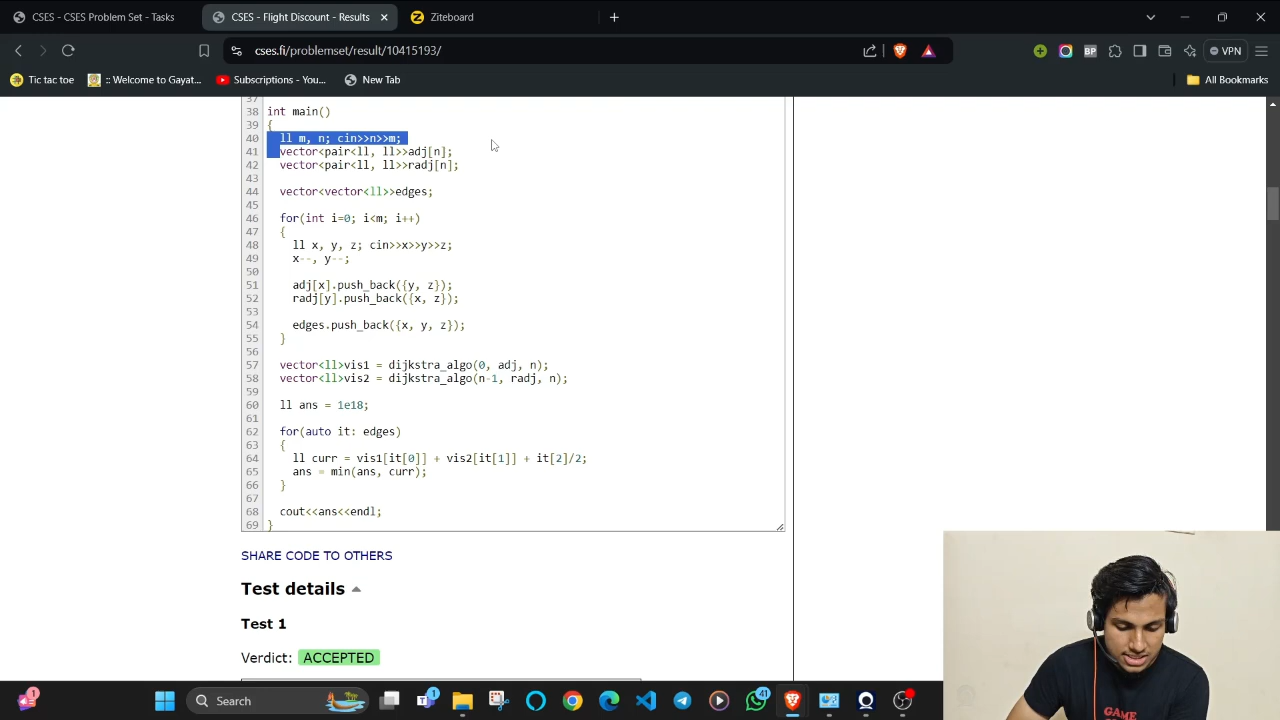 CSES - CSES Problem Set - Tasks
CSES - Flight Discount - Results
Ziteboard
cses.fi/problemset/result/10415193/
BP
VPN
Tic tac toe
:: Welcome to Gayat...
Subscriptions - You...
New Tab
All Bookmarks
37
38 int main()
39 {
40 ll m, n; cin>>n>>m;
41 vector<pair<ll, ll>>adj[n];
42 vector<pair<ll, ll>>radj[n];
43
44 vector<vector<ll>>edges;
45
46 for(int i=0; i<m; i++)
47 {
48 ll x, y, z; cin>>x>>y>>z;
49 x--, y--;
50
51 adj[x].push_back({y, z});
52 radj[y].push_back({x, z});
53
54 edges.push_back({x, y, z});
55 }
56
57 vector<ll>vis1 = dijkstra_algo(0, adj, n);
58 vector<ll>vis2 = dijkstra_algo(n-1, radj, n);
59
60 ll ans = 1e18;
61
62 for(auto it: edges)
63 {
64 ll curr = vis1[it[0]] + vis2[it[1]] + it[2]/2;
65 ans = min(ans, curr);
66 }
67
68 cout<<ans<<endl;
69 }
SHARE CODE TO OTHERS
Test details
Test 1
Verdict: ACCEPTED
GAME
1
Search
1
41